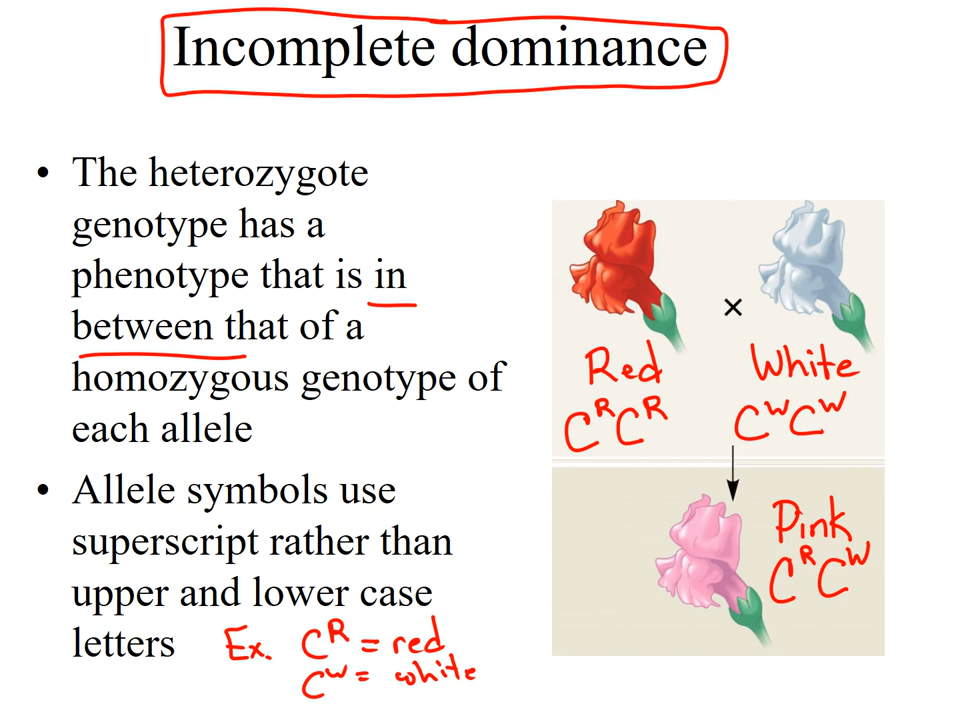 Incomplete dominance
• The heterozygote
genotype has a
phenotype that is in
between that of a
homozygous genotype of
each allele
• Allele symbols use
superscript rather than
upper and lower case
letters
Ex. Cᴿ = red
Cᵂ = white
×
Red White
CᴿCᴿ CᵂCᵂ
Pink
CᴿCᵂ